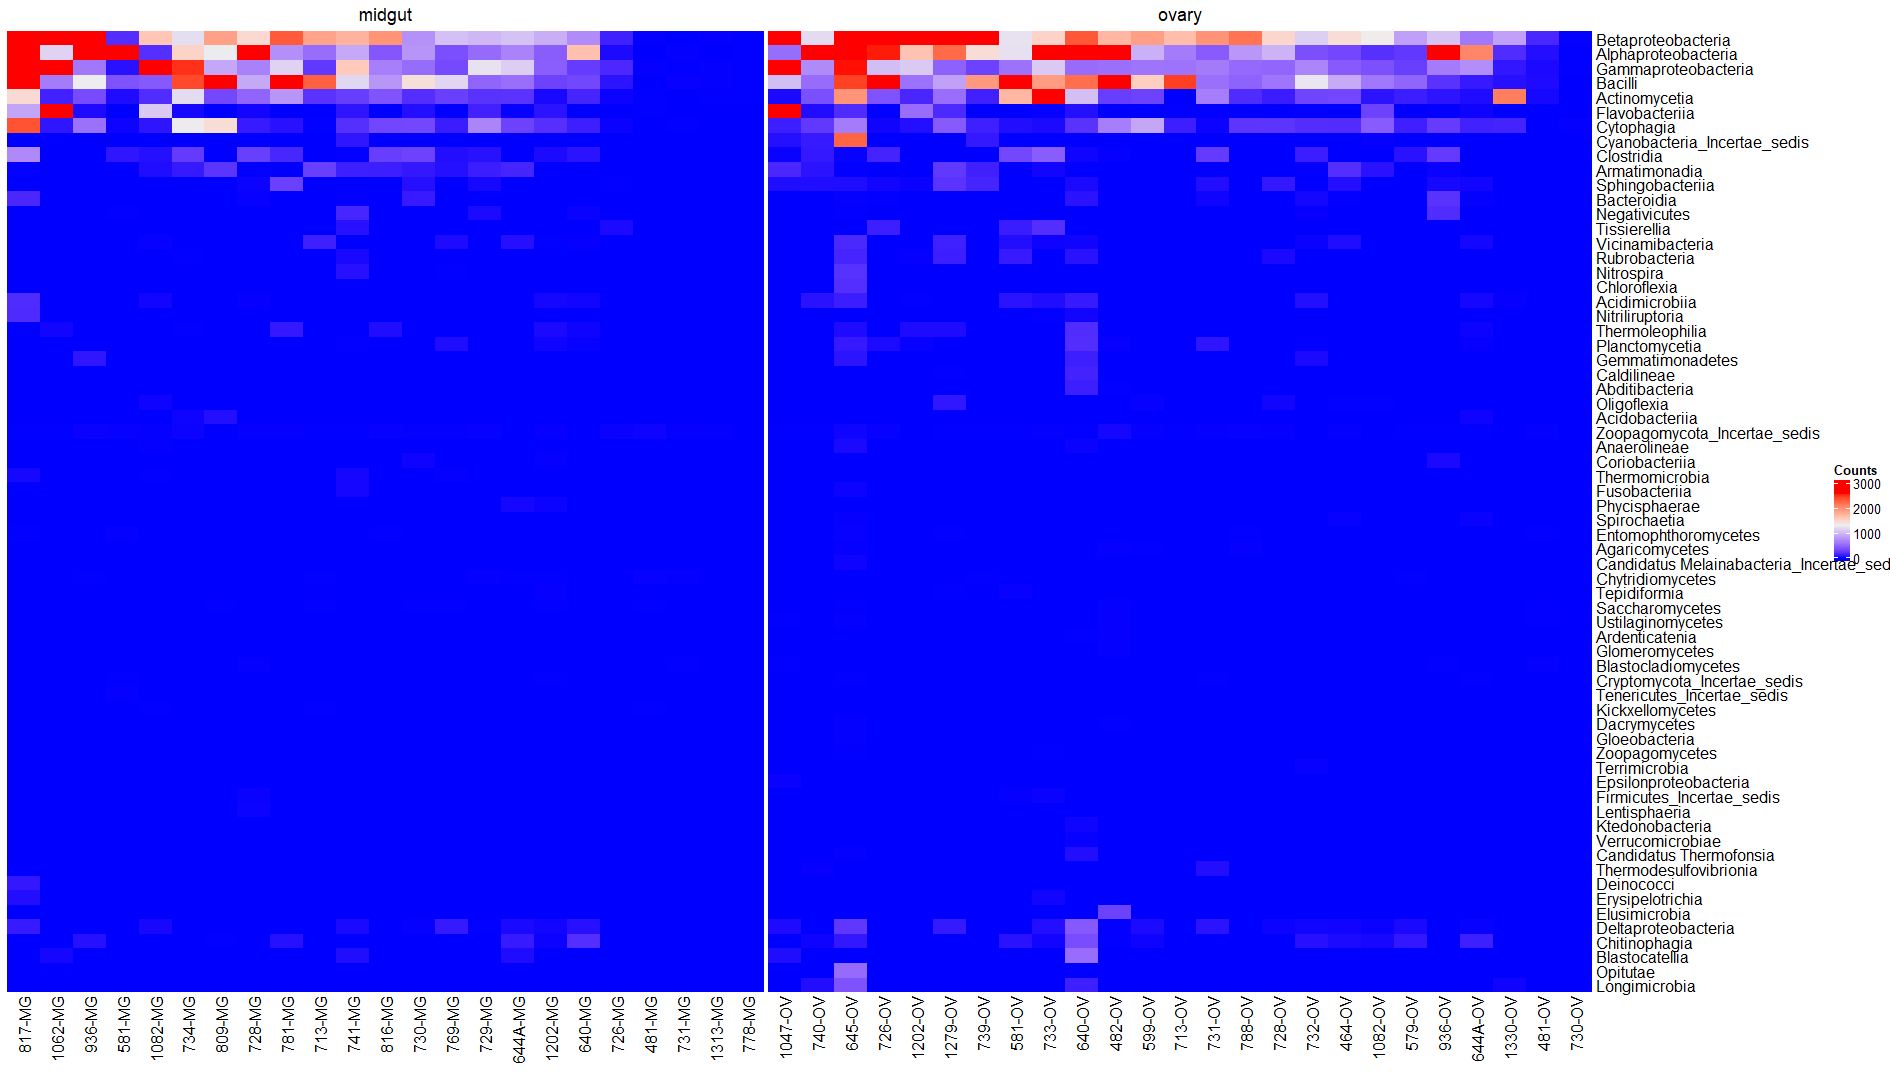 midgut
ovary
Betaproteobacteria
Alphaproteobacteria
Gammaproteobacteria
Bacilli
Actinomycetia
Flavobacteriia
Cytophagia
Cyanobacteria_Incertae_sedis
Clostridia
Armatimonadia
Sphingobacteriia
Bacteroidia
Negativicutes
Tissierellia
Vicinamibacteria
Rubrobacteria
Nitrospira
Chloroflexia
Acidimicrobiia
Nitriliruptoria
Thermoleophilia
Planctomycetia
Gemmatimonadetes
Caldilineae
Abditibacteria
Oligoflexia
Acidobacteriia
Zoopagomycota_Incertae_sedis
Anaerolineae
Coriobacteriia
Thermomicrobia
Fusobacteriia
Phycisphaerae
Spirochaetia
Entomophthoromycetes
Agaricomycetes
Candidatus Melainabacteria_Incertae_sed
Chytridiomycetes
Tepidiformia
Saccharomycetes
Ustilaginomycetes
Ardenticatenia
Glomeromycetes
Blastocladiomycetes
Cryptomycota_Incertae_sedis
Tenericutes_Incertae_sedis
Kickxellomycetes
Dacrymycetes
Gloeobacteria
Zoopagomycetes
Terrimicrobia
Epsilonproteobacteria
Firmicutes_Incertae_sedis
Lentisphaeria
Ktedonobacteria
Verrucomicrobiae
Candidatus Thermofonsia
Thermodesulfovibrionia
Deinococci
Erysipelotrichia
Elusimicrobia
Deltaproteobacteria
Chitinophagia
Blastocatellia
Opitutae
Longimicrobia
Counts
3000
2000
1000
0
817-MG
1062-MG
936-MG
581-MG
1082-MG
734-MG
809-MG
728-MG
781-MG
713-MG
741-MG
816-MG
730-MG
769-MG
729-MG
644A-MG
1202-MG
640-MG
726-MG
481-MG
731-MG
1313-MG
778-MG
1047-OV
740-OV
645-OV
726-OV
1202-OV
1279-OV
739-OV
581-OV
733-OV
640-OV
482-OV
599-OV
713-OV
731-OV
788-OV
728-OV
732-OV
464-OV
1082-OV
579-OV
936-OV
644A-OV
1330-OV
481-OV
730-OV